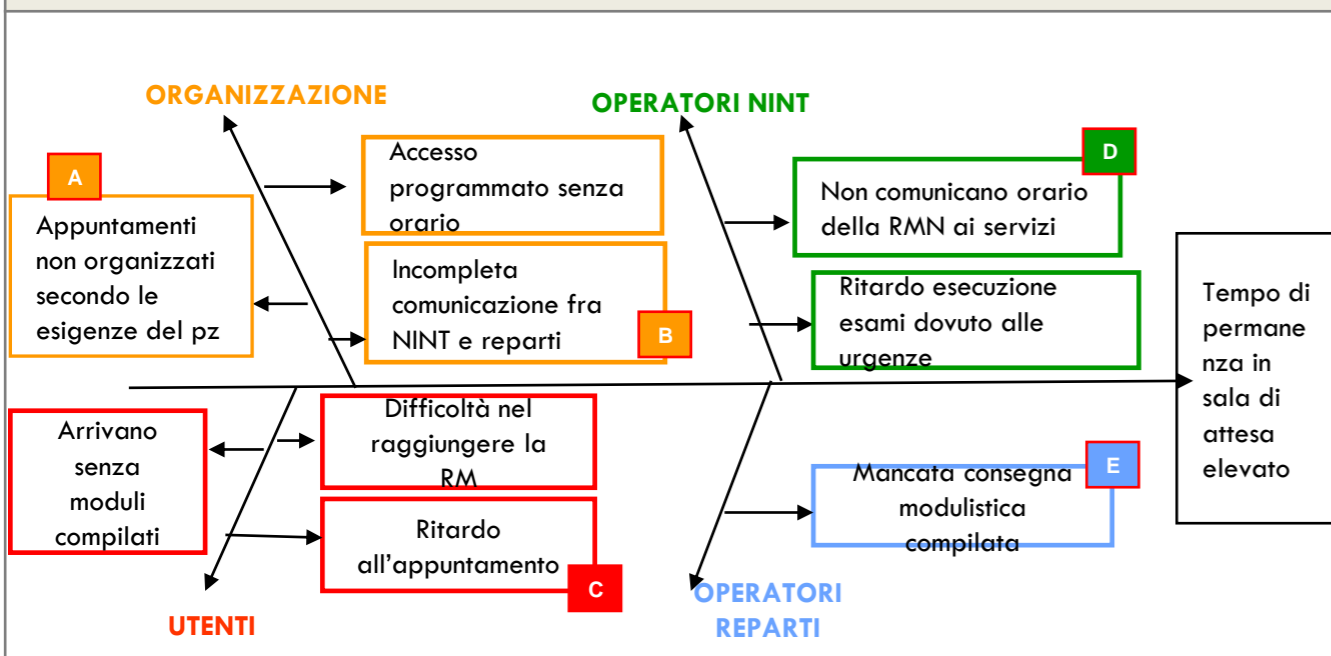 ORGANIZZAZIONE
A
Appuntamenti
non organizzati
secondo le
esigenze del pz
Accesso
programmato senza
orario
Incompleta
comunicazione fra
NINT e reparti
B
OPERATORI NINT
D
Non comunicano orario
della RMN ai servizi
Ritardo esecuzione
esami dovuto alle
urgenze
Tempo di
permane
nza in
sala di
attesa
elevato
Arrivano
senza
moduli
compilati
Difficoltà nel
raggiungere la
RM
Ritardo
all'appuntamento
C
UTENTI
E
Mancata consegna
modulistica
compilata
OPERATORI
REPARTI